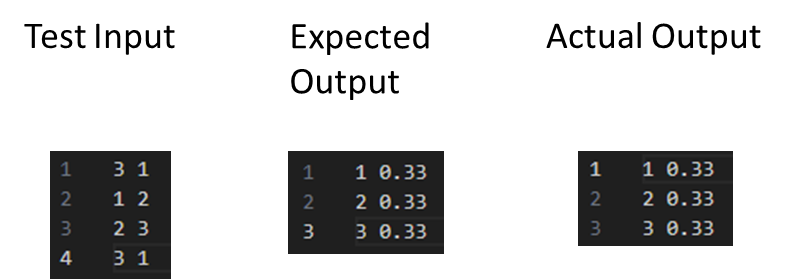 Test Input
Expected
Output
Actual Output
1 3 1
2 1 2
3 2 3
4 3 1
1 1 0.33
2 2 0.33
3 3 0.33
1 1 0.33
2 2 0.33
3 3 0.33